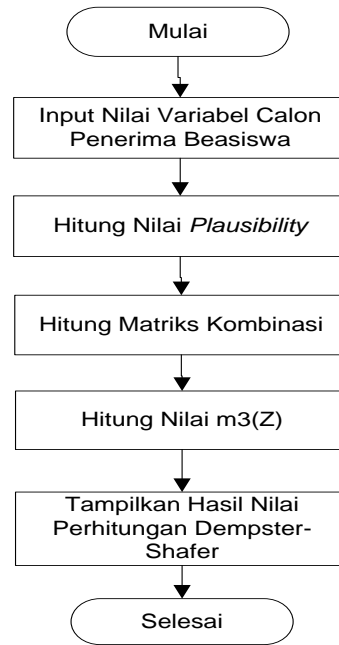 Mulai
Input Nilai Variabel Calon
Penerima Beasiswa
Hitung Nilai Plausibility
Hitung Matriks Kombinasi
Hitung Nilai m3(Z)
Tampilkan Hasil Nilai
Perhitungan Dempster-
Shafer
Selesai